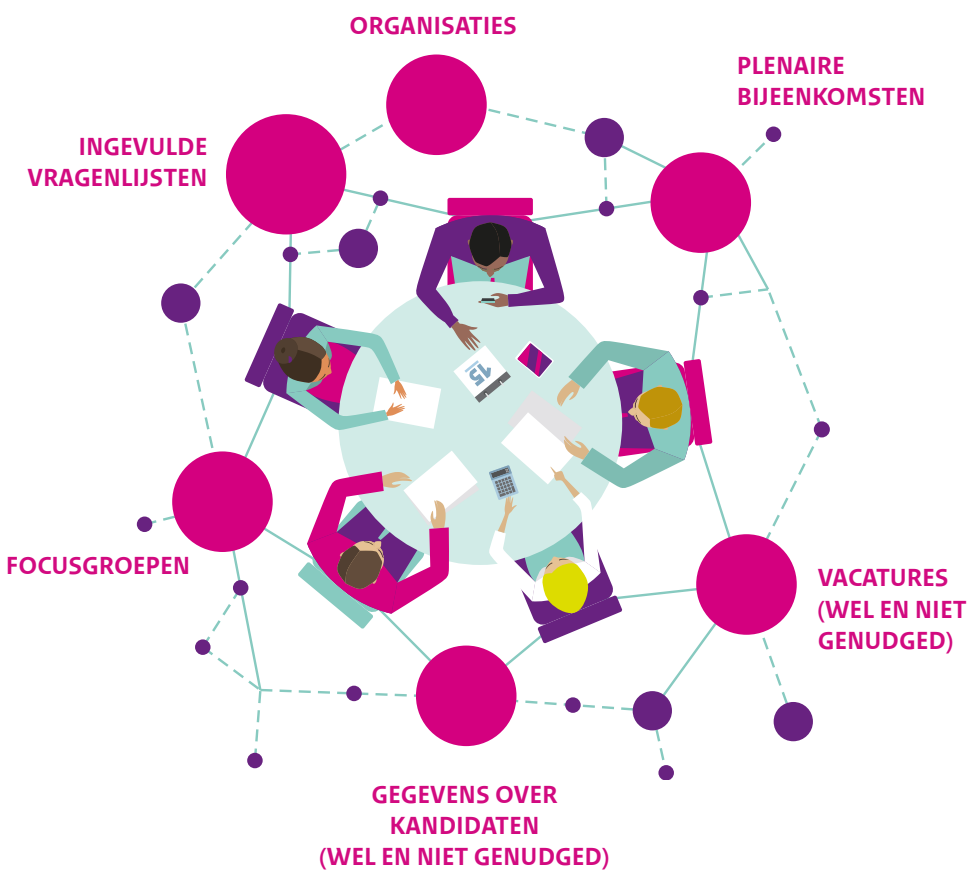 ORGANISATIES
PLENAIRE
BIJEENKOMSTEN
INGEVULDE
VRAGENLIJSTEN
15
FOCUSGROEPEN
VACATURES
(WEL EN NIET
GENUDGED)
GEGEVENS OVER
KANDIDATEN
(WEL EN NIET GENUDGED)